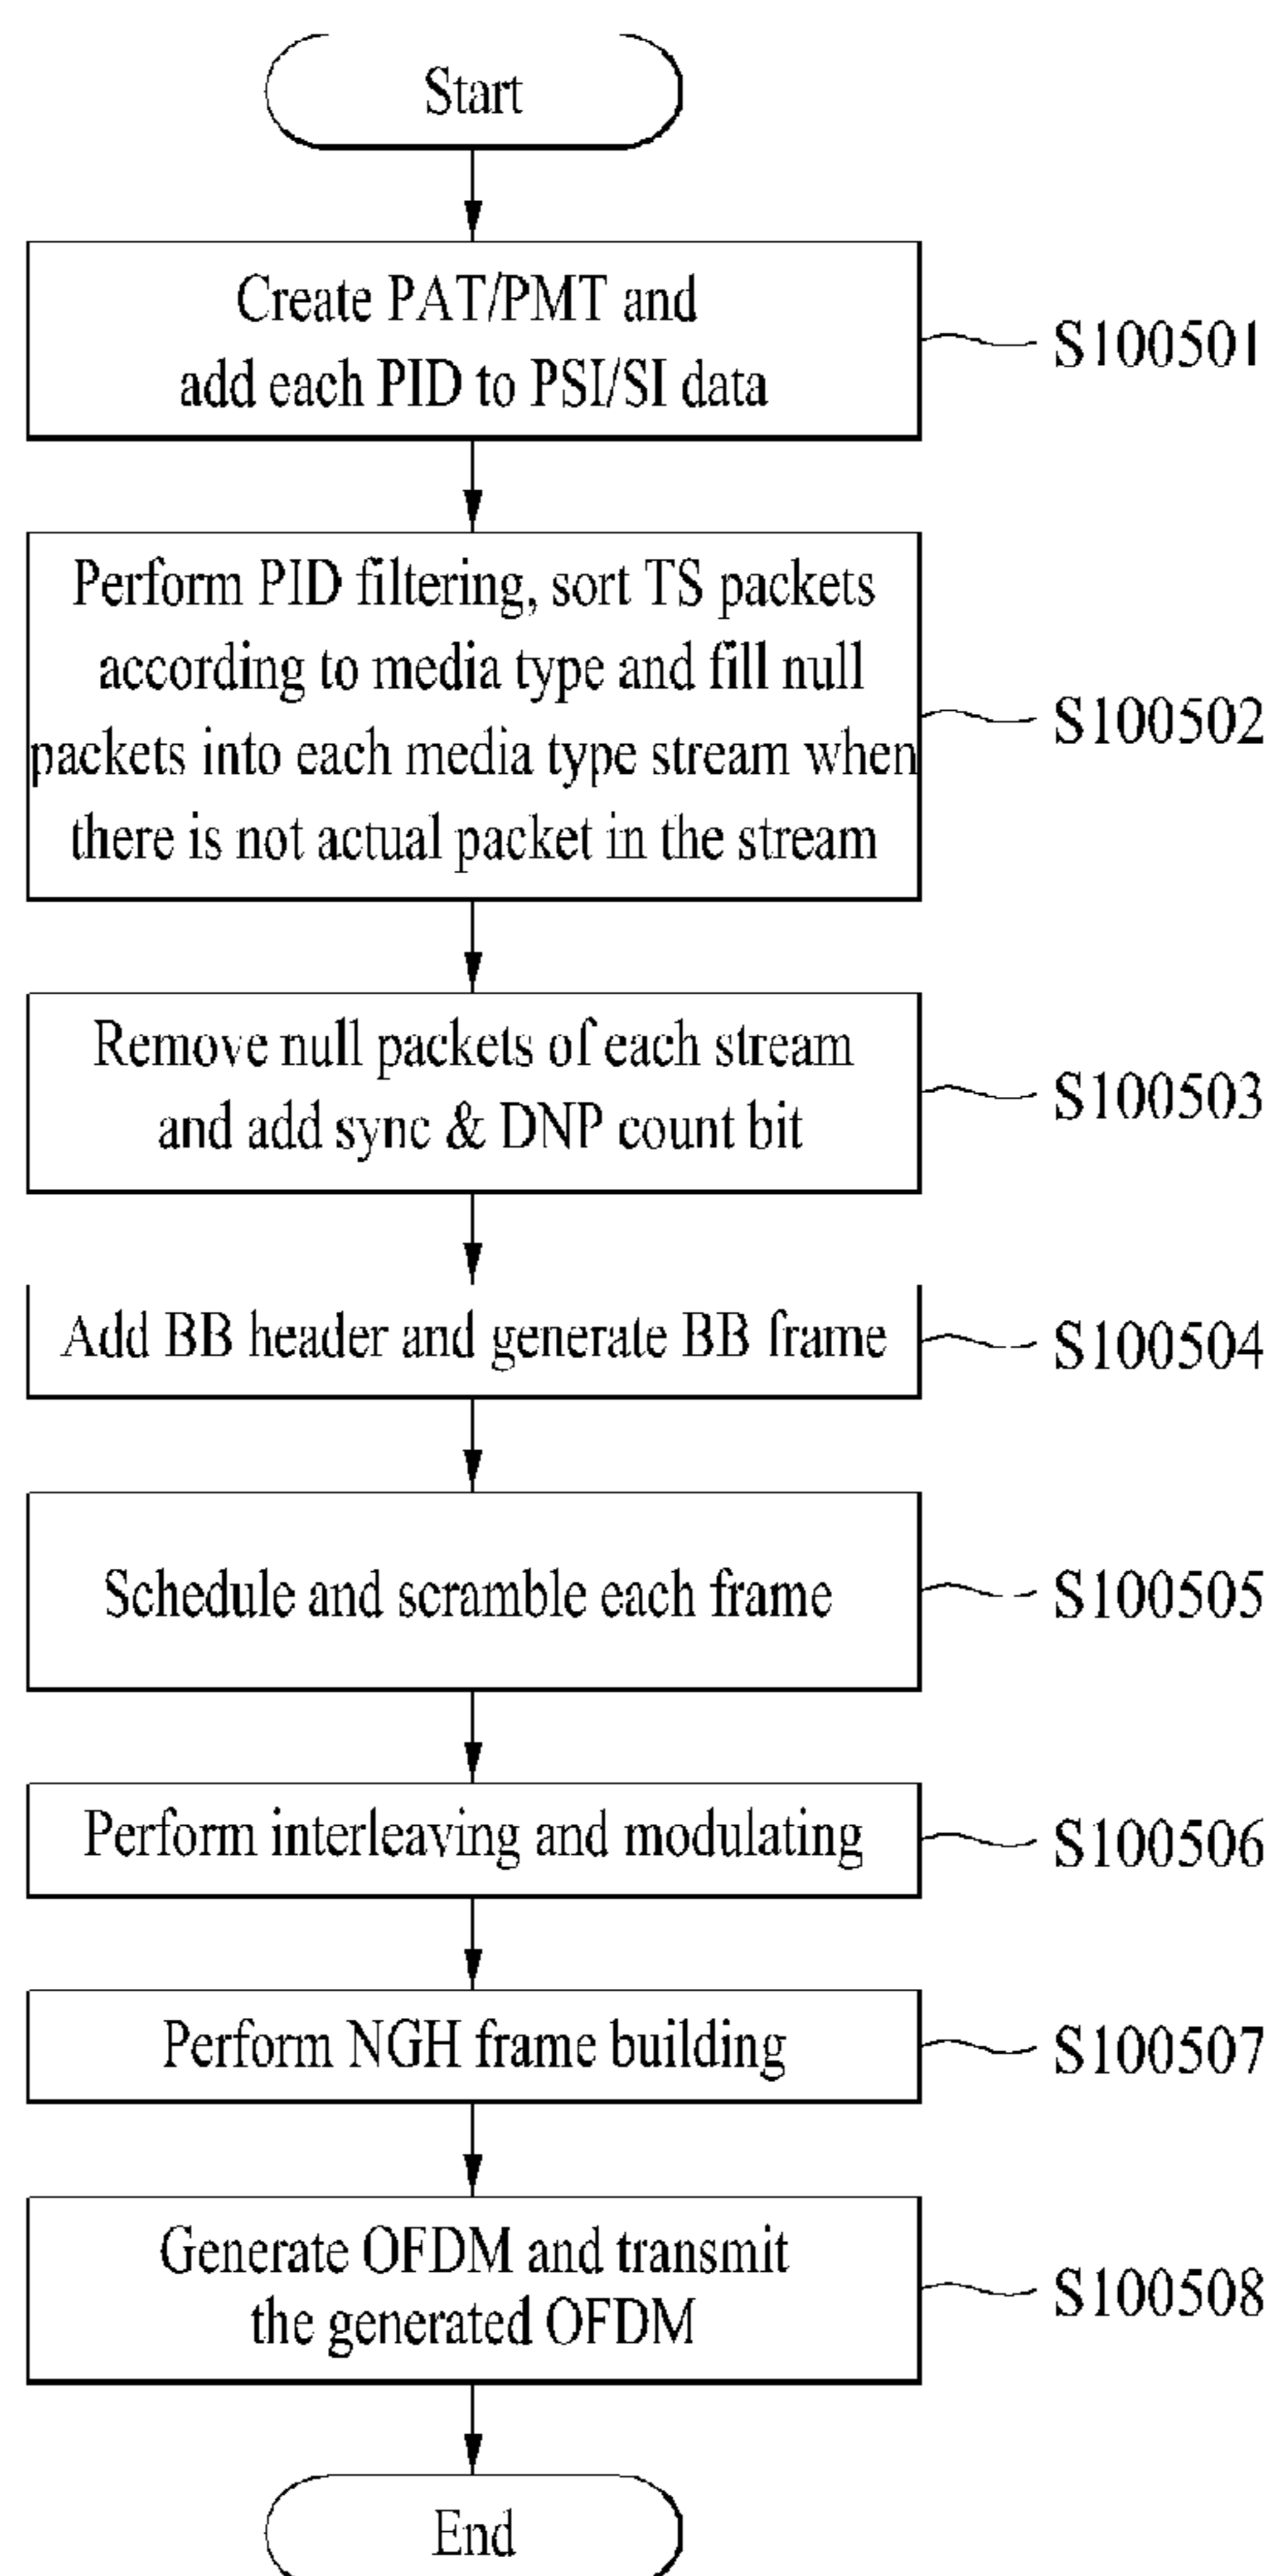 Start
Create PAT/PMT and
add each PID to PSI/SI data
S100501
Perform PID filtering, sort TS packets
according to media type and fill null
packets into each media type stream when
there is not actual packet in the stream
S100502
Remove null packets of each stream
and add sync & DNP count bit
S100503
Add BB header and generate BB frame
S100504
Schedule and scramble each frame
S100505
Perform interleaving and modulating
S100506
Perform NGH frame building
S100507
Generate OFDM and transmit
the generated OFDM
S100508
End